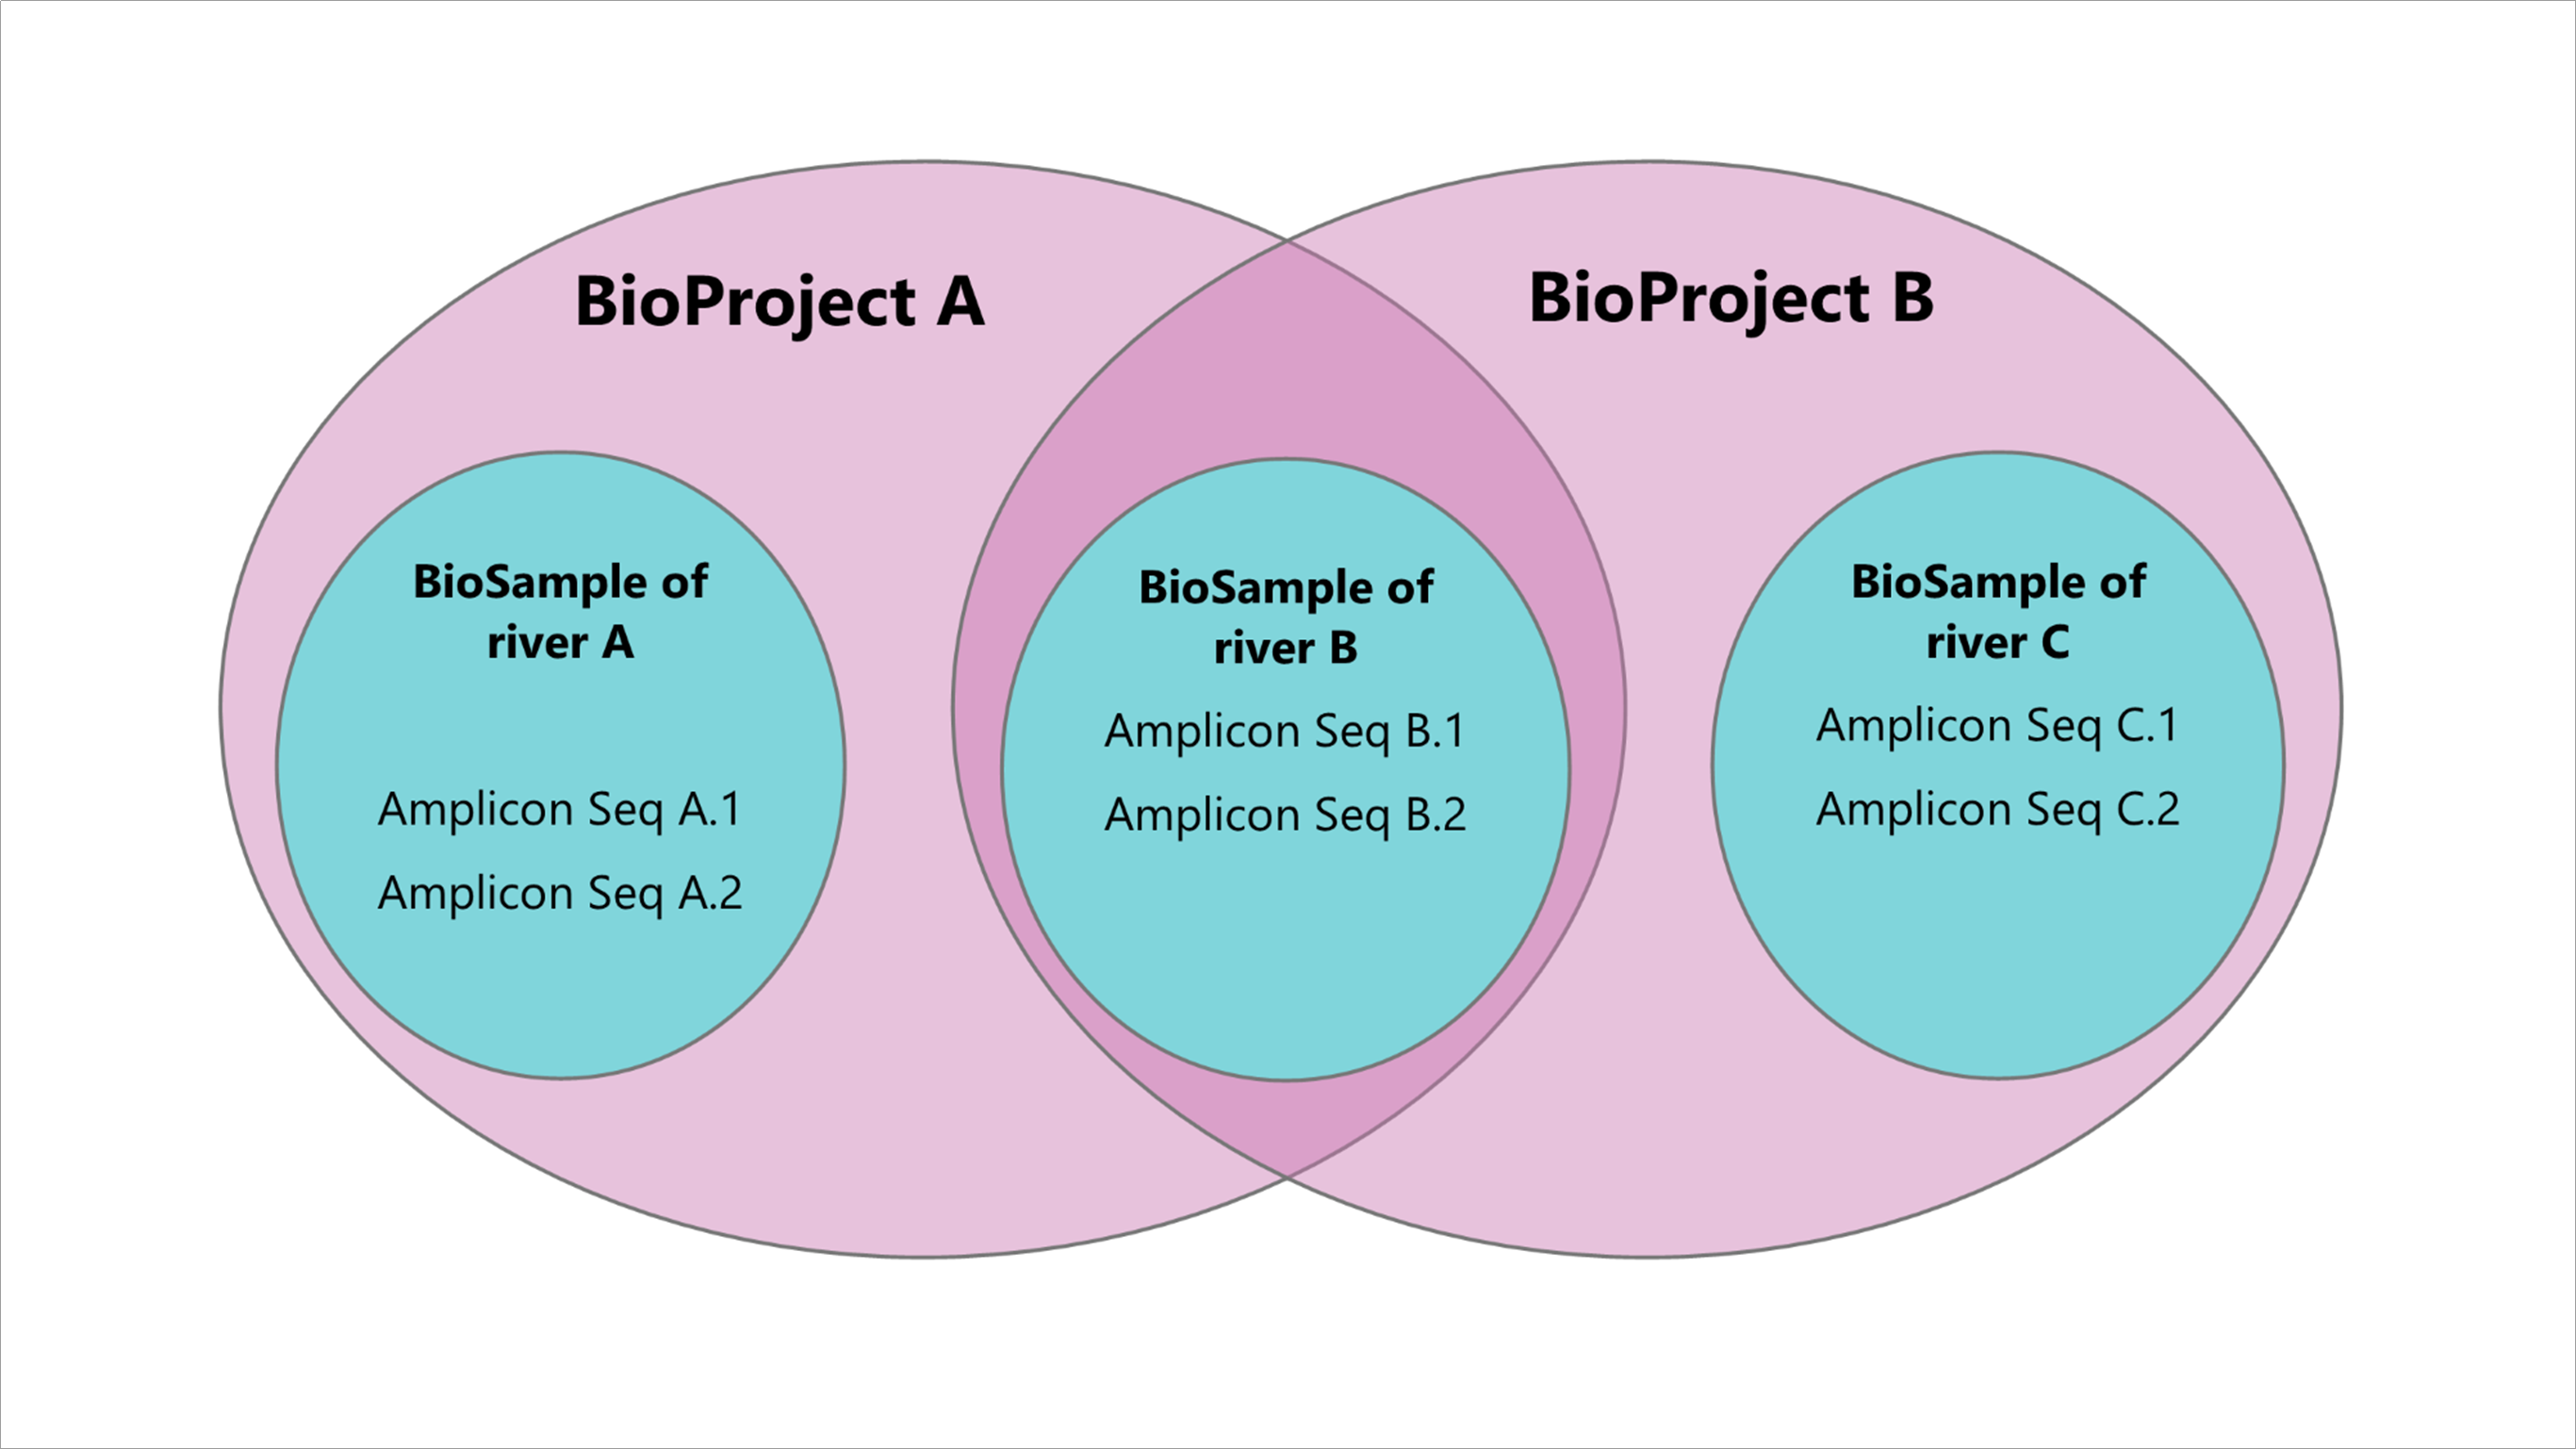 BioProject A
BioProject B
BioSample of
river A
Amplicon Seq A.1
Amplicon Seq A.2
BioSample of
river B
Amplicon Seq B.1
Amplicon Seq B.2
BioSample of
river C
Amplicon Seq C.1
Amplicon Seq C.2